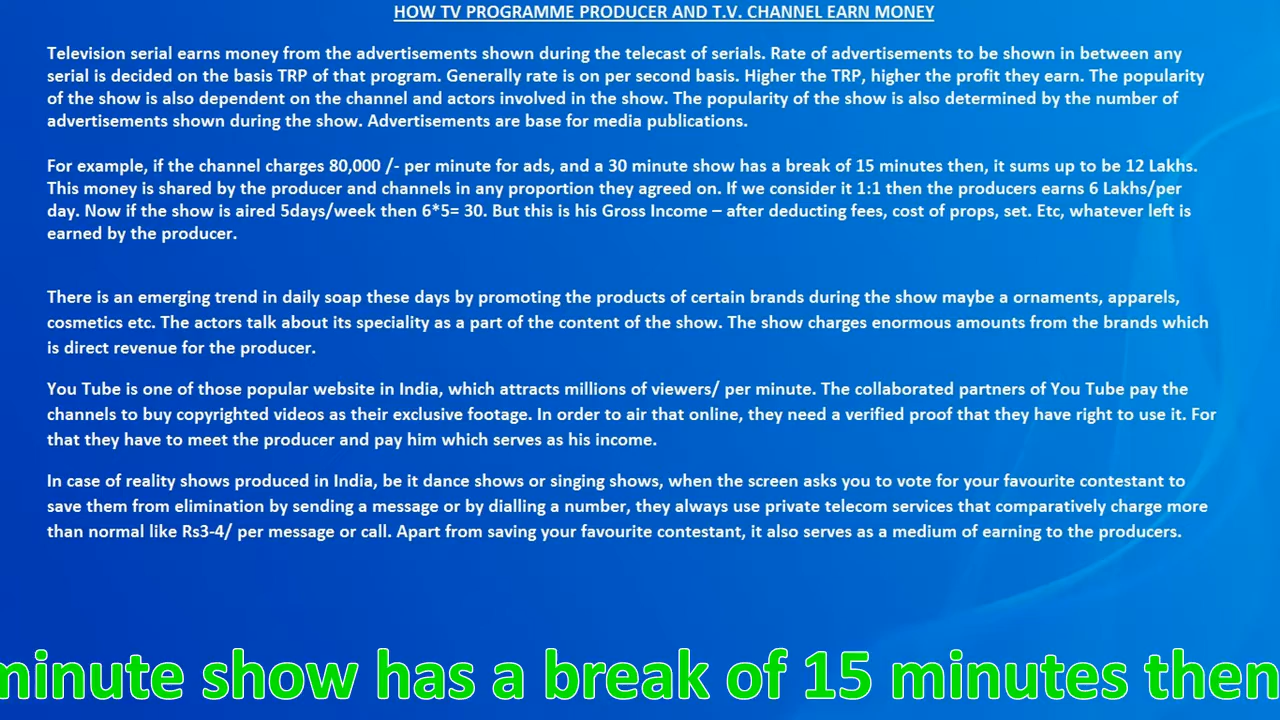 HOW TV PROGRAMME PRODUCER AND T.V. CHANNEL EARN MONEY
Television serial earns money from the advertisements shown during the telecast of serials. Rate of advertisements to be shown in between any
serial is decided on the basis TRP of that program. Generally rate is on per second basis. Higher the TRP, higher the profit they earn. The popularity
of the show is also dependent on the channel and actors involved in the show. The popularity of the show is also determined by the number of
advertisements shown during the show. Advertisements are base for media publications.
For example, if the channel charges 80,000 /- per minute for ads, and a 30 minute show has a break of 15 minutes then, it sums up to be 12 Lakhs.
This money is shared by the producer and channels in any proportion they agreed on. If we consider it 1:1 then the producers earns 6 Lakhs/per
day. Now if the show is aired 5days/week then 6*5= 30. But this is his Gross Income – after deducting fees, cost of props, set. Etc, whatever left is
earned by the producer.
There is an emerging trend in daily soap these days by promoting the products of certain brands during the show maybe a ornaments, apparels,
cosmetics etc. The actors talk about its speciality as a part of the content of the show. The show charges enormous amounts from the brands which
is direct revenue for the producer.
You Tube is one of those popular website in India, which attracts millions of viewers/ per minute. The collaborated partners of You Tube pay the
channels to buy copyrighted videos as their exclusive footage. In order to air that online, they need a verified proof that they have right to use it. For
that they have to meet the producer and pay him which serves as his income.
In case of reality shows produced in India, be it dance shows or singing shows, when the screen asks you to vote for your favourite contestant to
save them from elimination by sending a message or by dialling a number, they always use private telecom services that comparatively charge more
than normal like Rs3-4/ per message or call. Apart from saving your favourite contestant, it also serves as a medium of earning to the producers.
minute show has a break of 15 minutes then